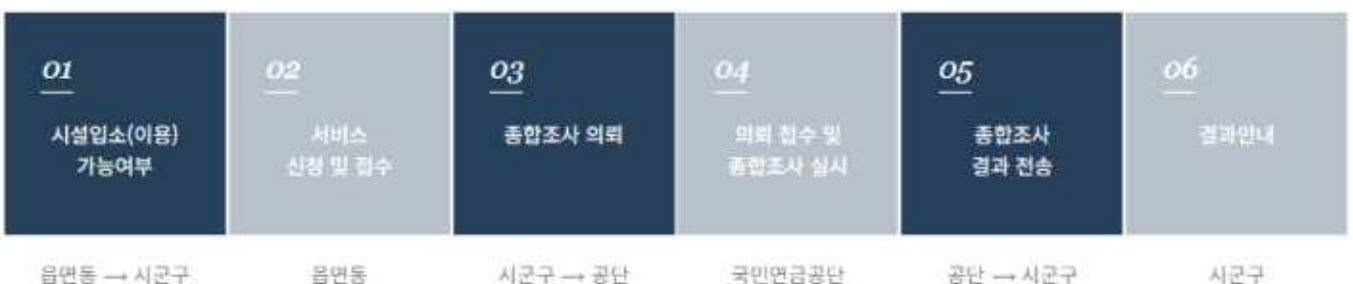 01
시설입소(이용)
가능여부
읍면동 → 시군구
02
서비스
신청 및 접수
읍면동
03
종합조사 의뢰
시군구 → 공단
04
의뢰 접수 및
종합조사 실시
국민연금공단
05
종합조사
결과 전송
공단 → 시군구
06
결과안내
시군구